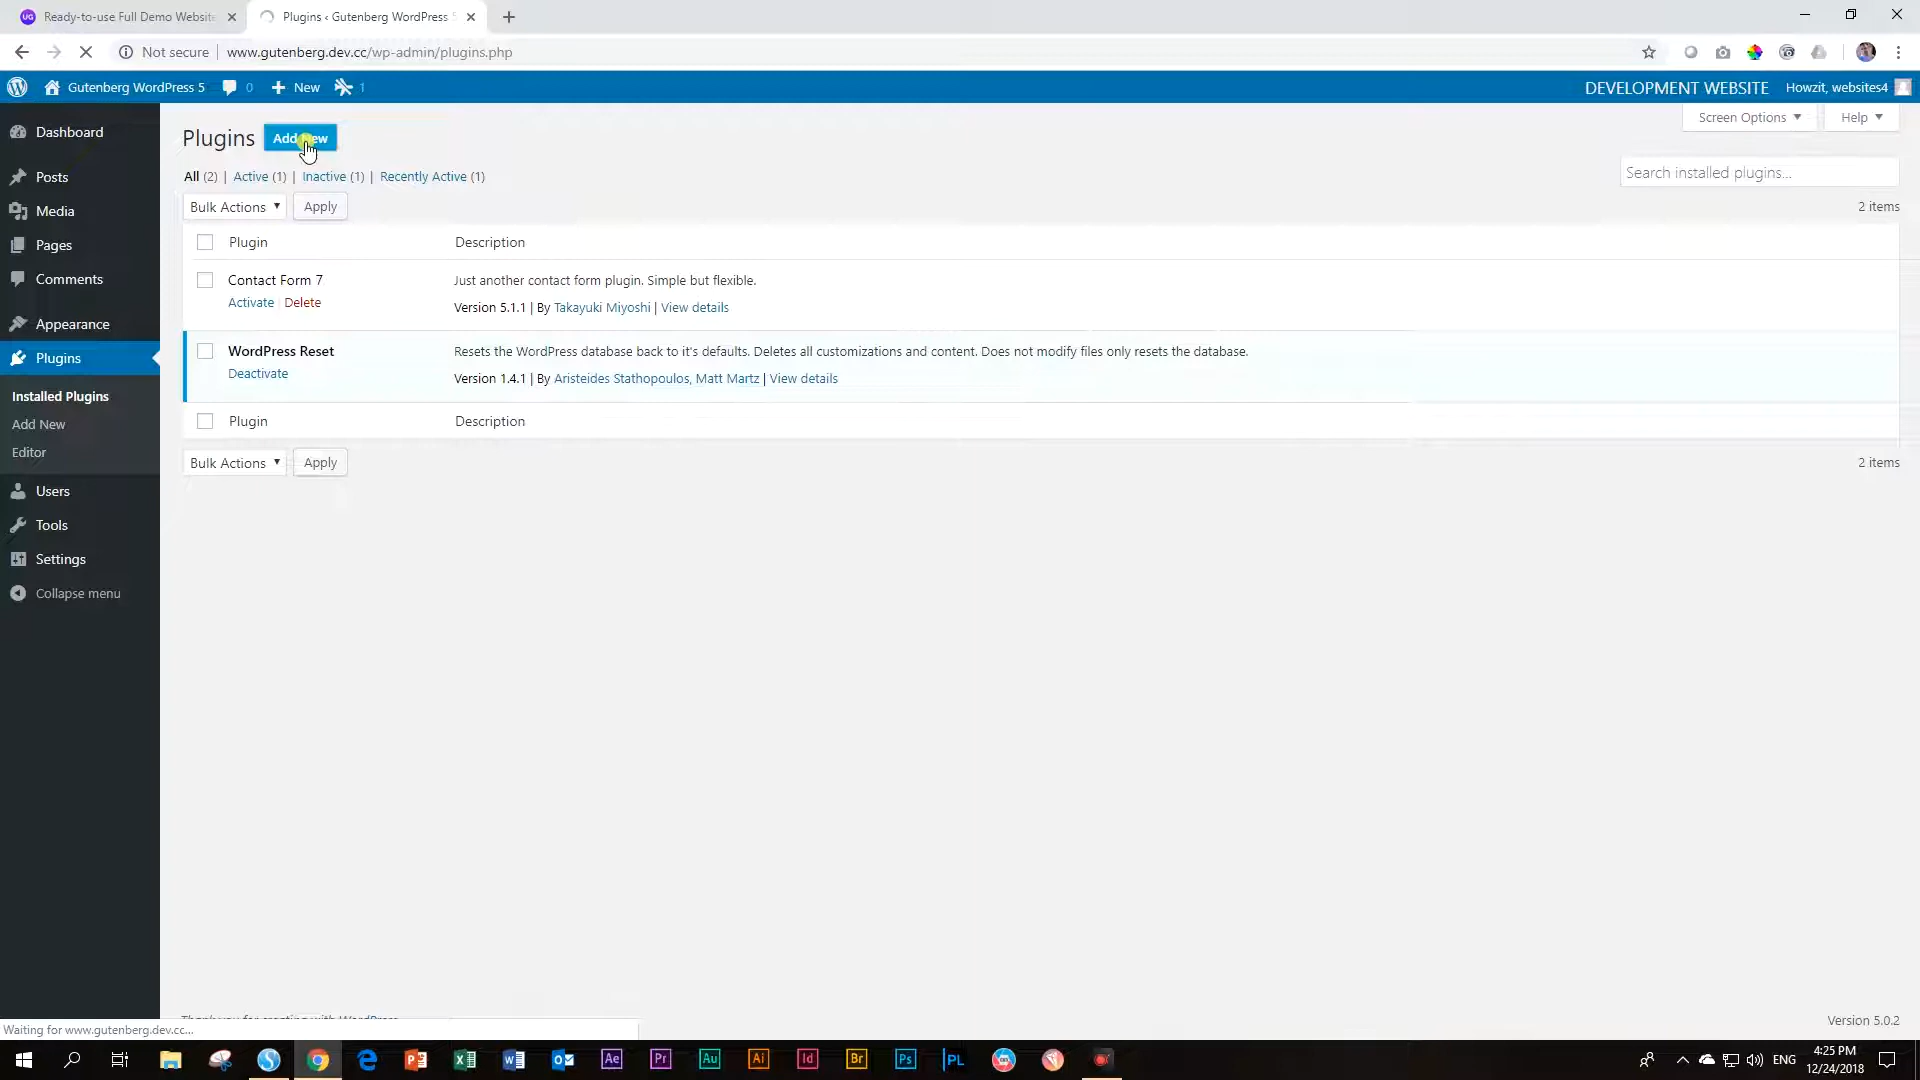 Ready-to-use Full Demo Website
Plugins ‹ Gutenberg WordPress 5
Not secure
www.gutenberg.dev.cc/wp-admin/plugins.php
Gutenberg WordPress 5
0
New
1
DEVELOPMENT WEBSITE
Howzit, websites4
Dashboard
Posts
Media
Pages
Comments
Appearance
Plugins
Installed Plugins
Add New
Editor
Users
Tools
Settings
Collapse menu
Plugins
Add New
Screen Options
Help
All (2) | Active (1) | Inactive (1) | Recently Active (1)
Search installed plugins...
Bulk Actions
Apply
2 items
Plugin
Description
Contact Form 7
Activate | Delete
Just another contact form plugin. Simple but flexible.
Version 5.1.1 | By Takayuki Miyoshi | View details
WordPress Reset
Deactivate
Resets the WordPress database back to it's defaults. Deletes all customizations and content. Does not modify files only resets the database.
Version 1.4.1 | By Aristeides Stathopoulos, Matt Martz | View details
Plugin
Description
Bulk Actions
Apply
2 items
Version 5.0.2
Waiting for www.gutenberg.dev.cc...
Ae
Pr
Au
Ai
Id
Br
Ps
PL
ENG
4:25 PM
12/24/2018